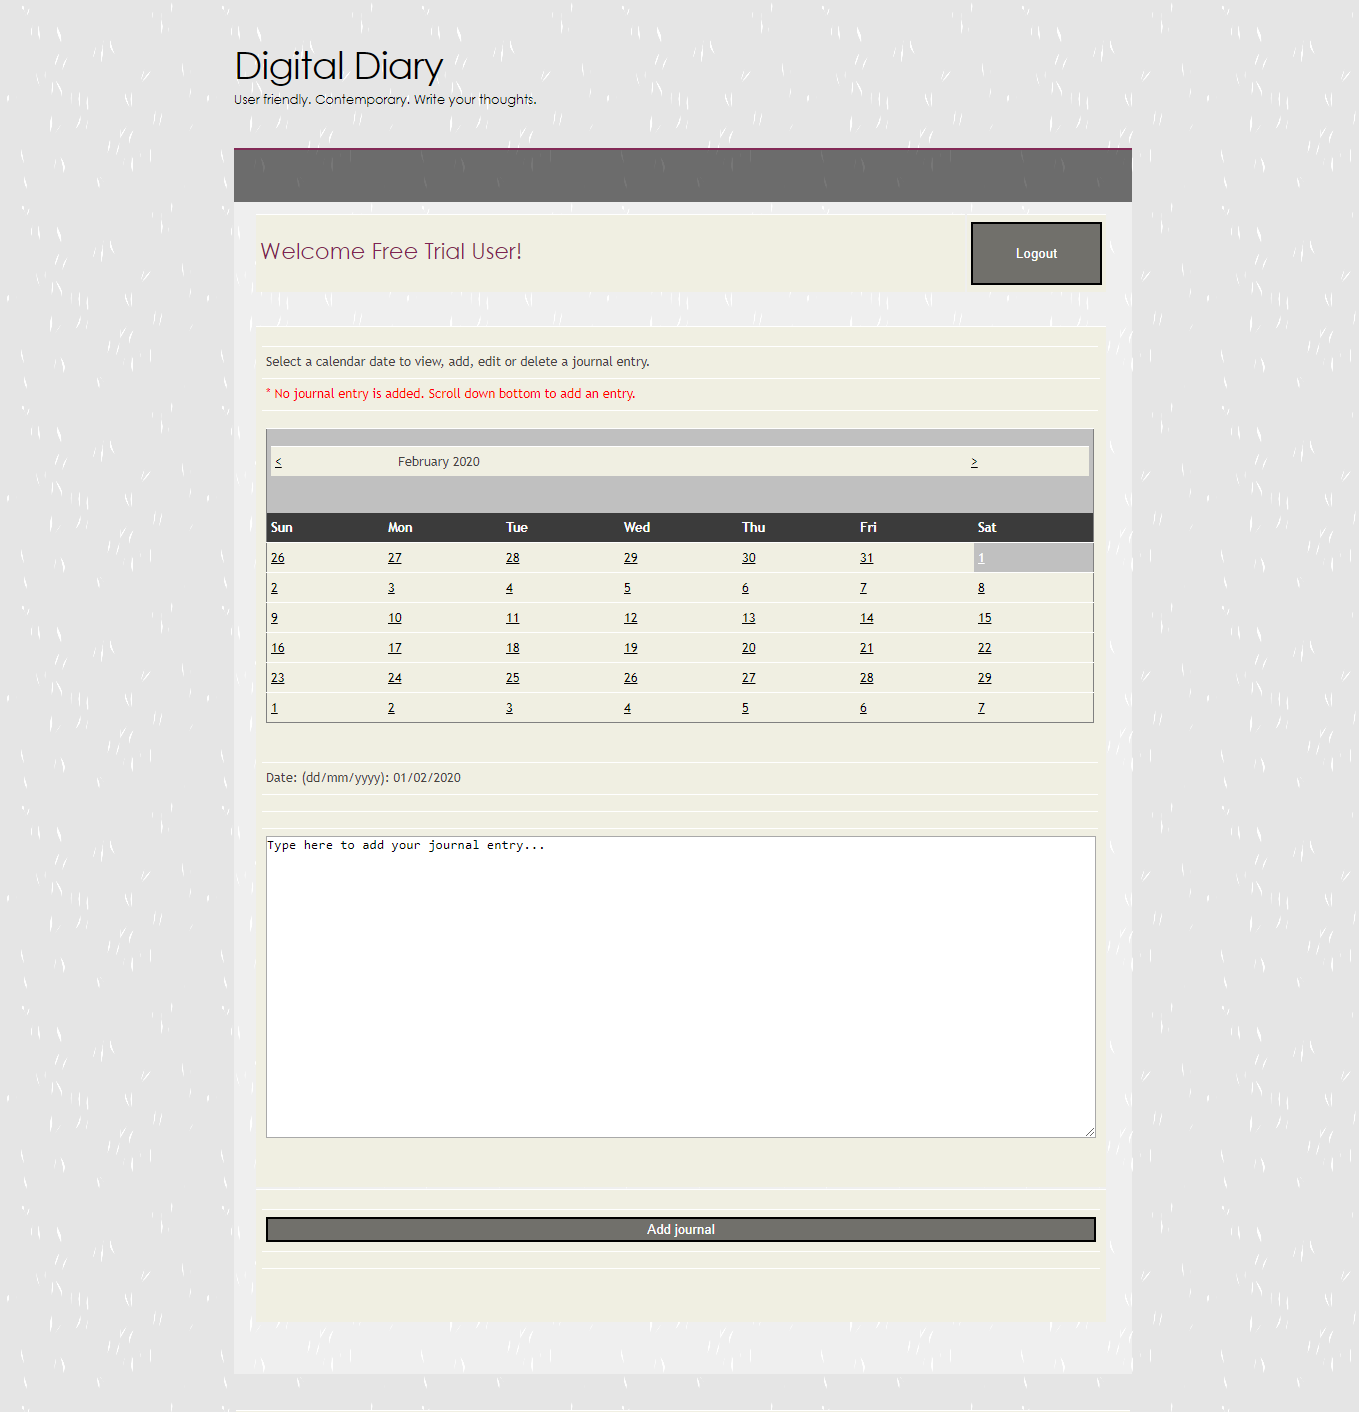 Digital Diary
User friendly. Contemporary. Write your thoughts.
Welcome Free Trial User!
Logout
Select a calendar date to view, add, edit or delete a journal entry.
* No journal entry is added. Scroll down bottom to add an entry.
< February 2020 >
Sun Mon Tue Wed Thu Fri Sat
26 27 28 29 30 31 1
2 3 4 5 6 7 8
9 10 11 12 13 14 15
16 17 18 19 20 21 22
23 24 25 26 27 28 29
1 2 3 4 5 6 7
Date: (dd/mm/yyyy): 01/02/2020
Type here to add your journal entry...
Add journal